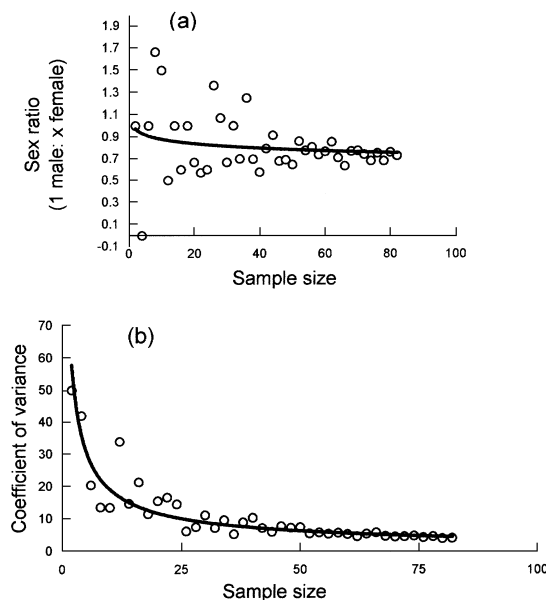 (a)
1.9
1.7
1.5
1.3
1.1
0.9
0.7
0.5
0.3
0.1
-0.1
Sex ratio
(1 male: x female)
0 20 40 60 80 100
Sample size
(b)
70
60
50
40
30
20
10
0
Coefficient of variance
0 25 50 75 100
Sample size